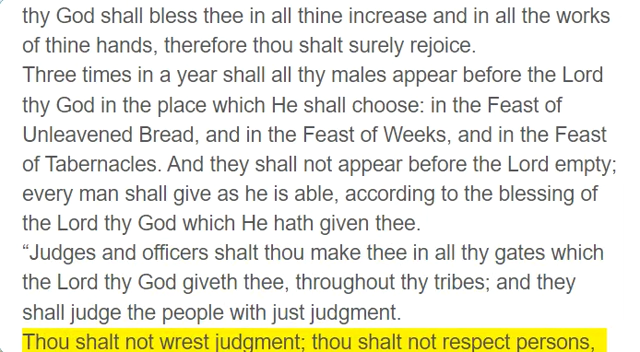 thy God shall bless thee in all thine increase and in all the works
of thine hands, therefore thou shalt surely rejoice.
Three times in a year shall all thy males appear before the Lord
thy God in the place which He shall choose: in the Feast of
Unleavened Bread, and in the Feast of Weeks, and in the Feast
of Tabernacles. And they shall not appear before the Lord empty;
every man shall give as he is able, according to the blessing of
the Lord thy God which He hath given thee.
“Judges and officers shalt thou make thee in all thy gates which
the Lord thy God giveth thee, throughout thy tribes; and they
shall judge the people with just judgment.
Thou shalt not wrest judgment; thou shalt not respect persons,